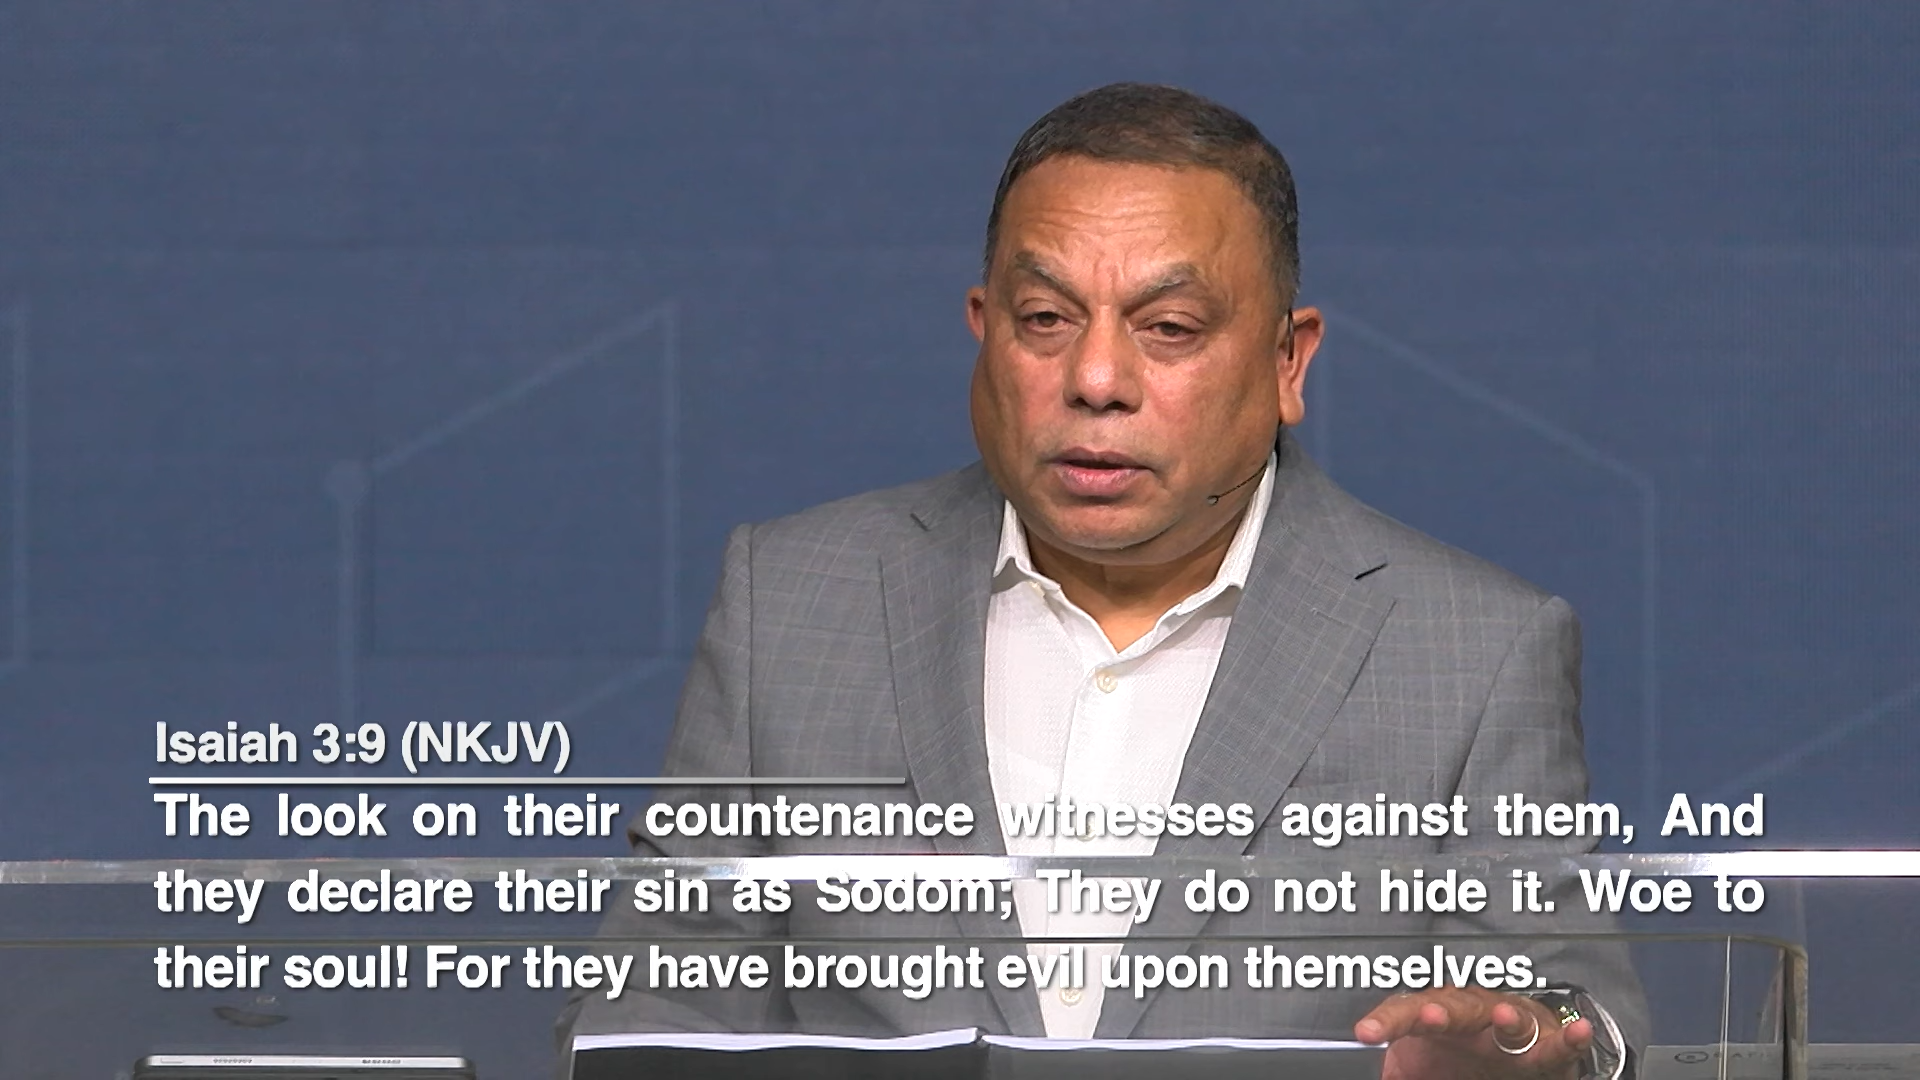 Isaiah 3:9 (NKJV)
The look on their countenance witnesses against them, And
they declare their sin as Sodom; They do not hide it. Woe to
their soul! For they have brought evil upon themselves.